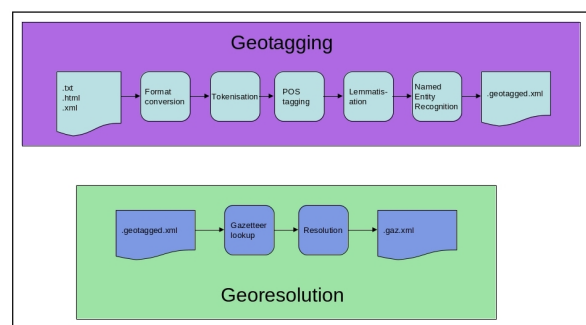 Geotagging
.txt
.html
.xml
Format
conversion
Tokenisation
POS
tagging
Lemmatis-
ation
Named
Entity
Recognition
.geotagged.xml
.geotagged.xml
Gazetteer
lookup
Resolution
.gaz.xml
Georesolution